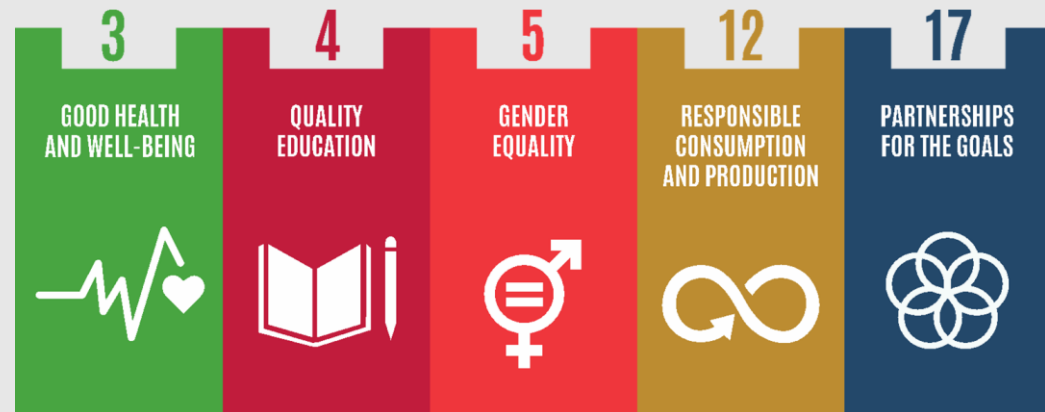 3
GOOD HEALTH
AND WELL-BEING
4
QUALITY
EDUCATION
5
GENDER
EQUALITY
12
RESPONSIBLE
CONSUMPTION
AND PRODUCTION
17
PARTNERSHIPS
FOR THE GOALS